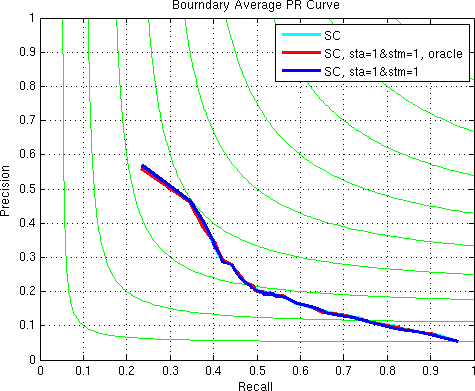 Bourndary Average PR Curve
SC
SC, sta=1&stm=1, oracle
SC, sta=1&stm=1
Precision
1
0.9
0.8
0.7
0.6
0.5
0.4
0.3
0.2
0.1
0
0 0.1 0.2 0.3 0.4 0.5 0.6 0.7 0.8 0.9 1
Recall